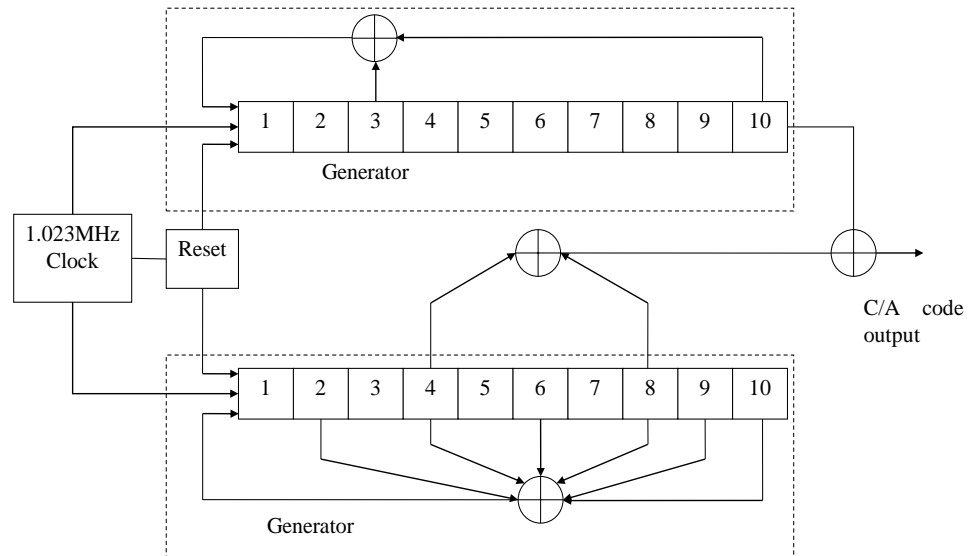 1 2 3 4 5 6 7 8 9 10
Generator
1.023MHz
Clock
Reset
C/A code
output
1 2 3 4 5 6 7 8 9 10
Generator